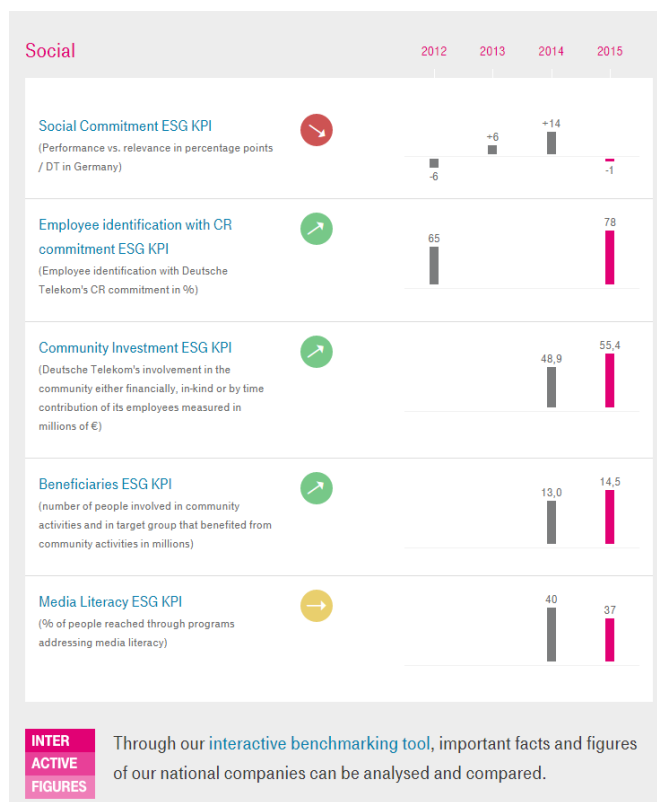 Social
2012 2013 2014 2015
Social Commitment ESG KPI
(Performance vs. relevance in percentage points
/ DT in Germany)
-6
+6
+14
-1
Employee identification with CR
commitment ESG KPI
(Employee identification with Deutsche
Telekom's CR commitment in %)
65
78
Community Investment ESG KPI
(Deutsche Telekom's involvement in the
community either financially, in-kind or by time
contribution of its employees measured in
millions of €)
48,9
55,4
Beneficiaries ESG KPI
(number of people involved in community
activities and in target group that benefited from
community activities in millions)
13,0
14,5
Media Literacy ESG KPI
(% of people reached through programs
addressing media literacy)
40
37
INTER
ACTIVE
FIGURES
Through our interactive benchmarking tool, important facts and figures
of our national companies can be analysed and compared.